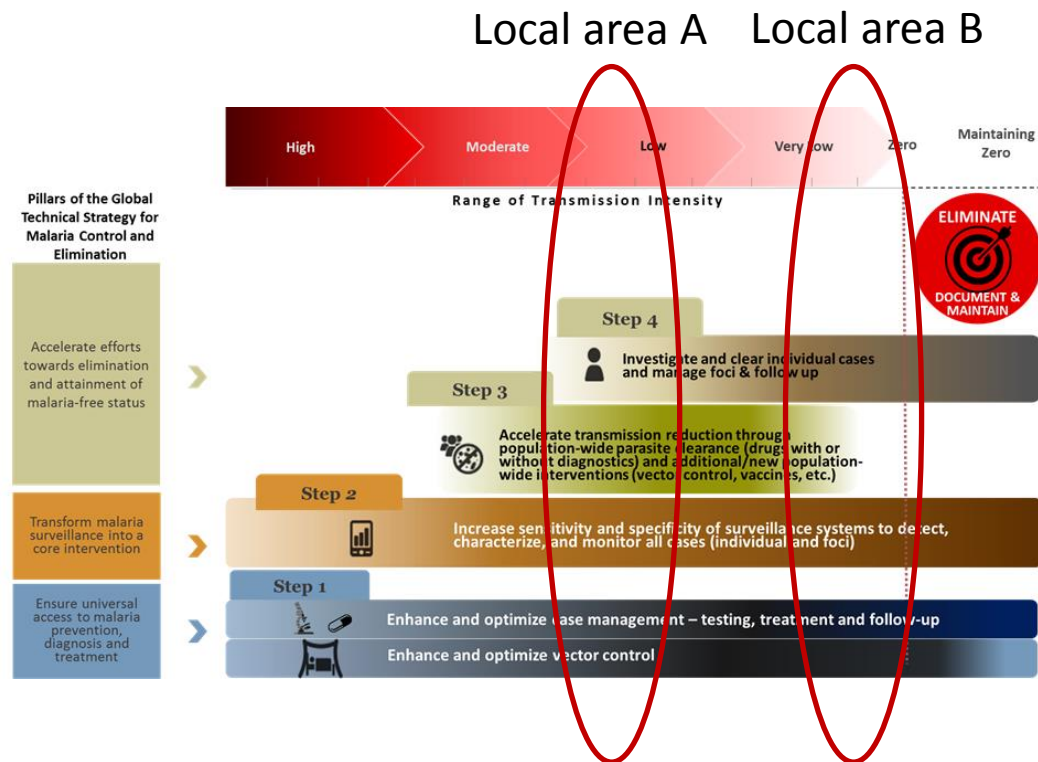 Local area A
Local area B
High
Moderate
Low
Very Low
Zero
Maintaining
Zero
Range of Transmission Intensity
Pillars of the Global
Technical Strategy for
Malaria Control and
Elimination
ELIMINATE
DOCUMENT &
MAINTAIN
Accelerate efforts
towards elimination
and attainment of
malaria-free status
Step 4
Investigate and clear individual cases
and manage foci & follow up
Step 3
Accelerate transmission reduction through
population-wide parasite clearance (drugs with or
without diagnostics) and additional/new population-
wide interventions (vector control, vaccines, etc.)
Transform malaria
surveillance into a
core intervention
Step 2
Increase sensitivity and specificity of surveillance systems to detect,
characterize, and monitor all cases (individual and foci)
Ensure universal
access to malaria
prevention,
diagnosis and
treatment
Step 1
Enhance and optimize case management – testing, treatment and follow-up
Enhance and optimize vector control